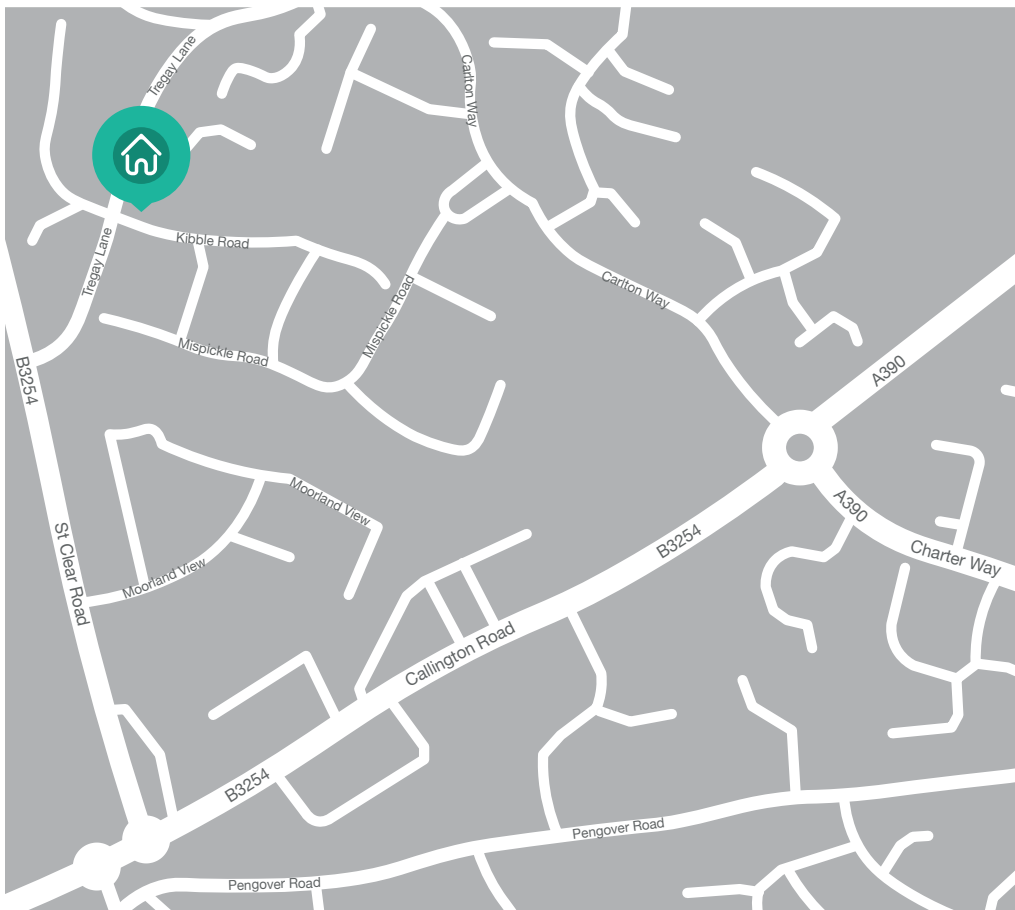 Tregay Lane
Carlton Way
Kibble Road
Tregay Lane
Carlton Way
Mispickle Road
Mispickle Road
B3254
A390
Moorland View
A390
St Clear Road
B3254
Charter Way
Moorland View
Callington Road
B3254
Pengover Road
Pengover Road